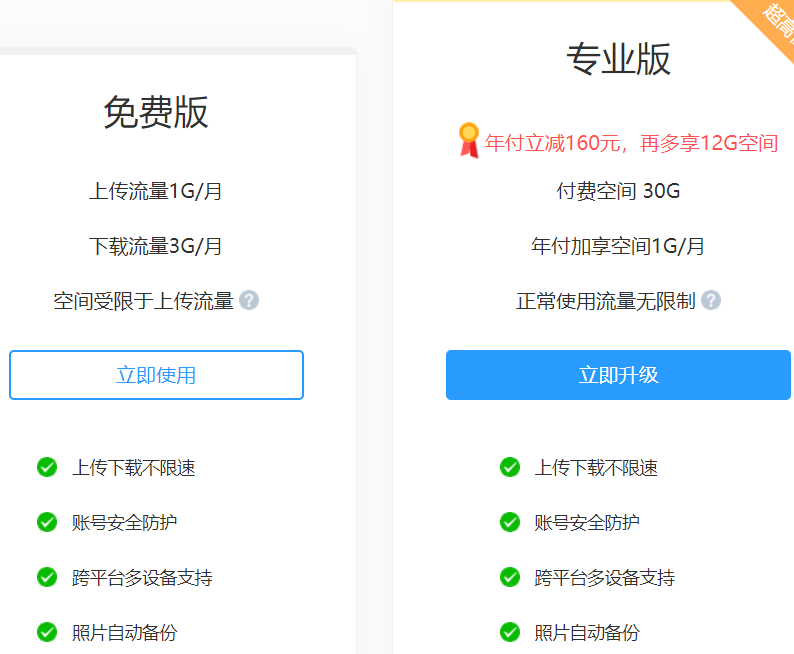 免费版
上传流量1G/月
下载流量3G/月
空间受限于上传流量 ?
立即使用
上传下载不限速
账号安全防护
跨平台多设备支持
照片自动备份
超高
专业版
年付立减160元，再多享12G空间
付费空间 30G
年付加享空间1G/月
正常使用流量无限制 ?
立即升级
上传下载不限速
账号安全防护
跨平台多设备支持
照片自动备份